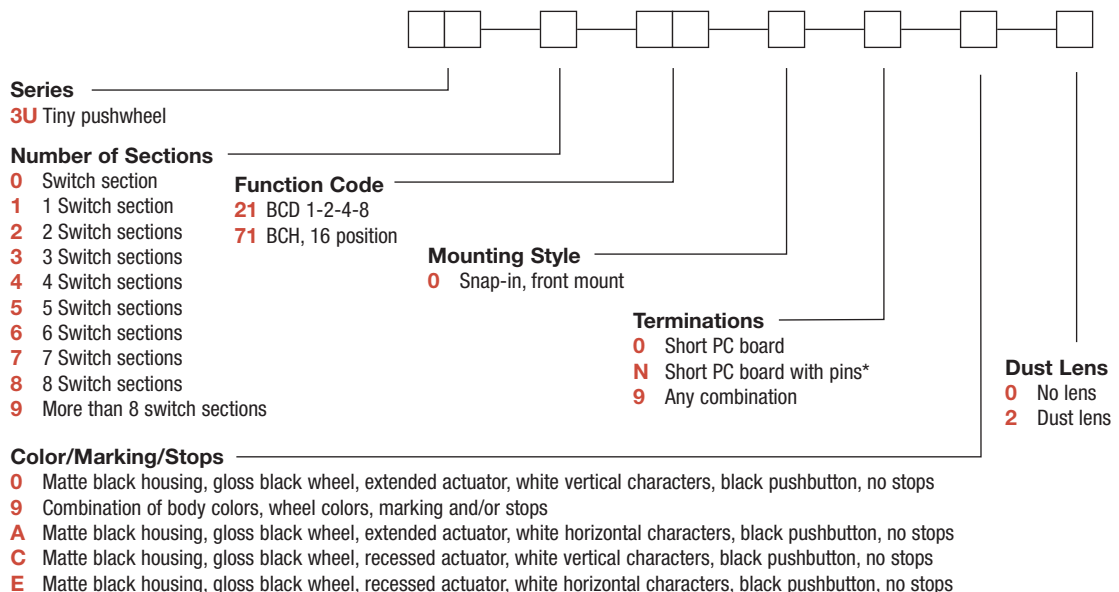 Series
3U Tiny pushwheel
Number of Sections
0 Switch section
1 1 Switch section
2 2 Switch sections
3 3 Switch sections
4 4 Switch sections
5 5 Switch sections
6 6 Switch sections
7 7 Switch sections
8 8 Switch sections
9 More than 8 switch sections
Function Code
21 BCD 1-2-4-8
71 BCH, 16 position
Mounting Style
0 Snap-in, front mount
Terminations
0 Short PC board
N Short PC board with pins*
9 Any combination
Dust Lens
0 No lens
2 Dust lens
Color/Marking/Stops
0 Matte black housing, gloss black wheel, extended actuator, white vertical characters, black pushbutton, no stops
9 Combination of body colors, wheel colors, marking and/or stops
A Matte black housing, gloss black wheel, extended actuator, white horizontal characters, black pushbutton, no stops
C Matte black housing, gloss black wheel, recessed actuator, white vertical characters, black pushbutton, no stops
E Matte black housing, gloss black wheel, recessed actuator, white horizontal characters, black pushbutton, no stops